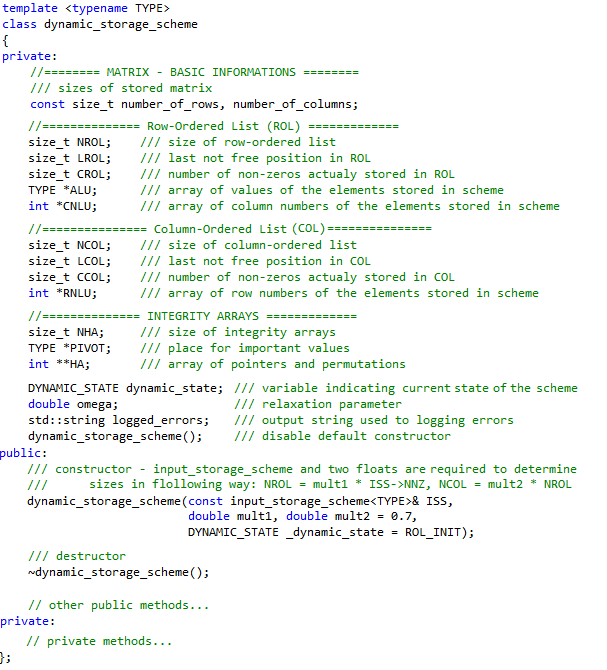 template <typename TYPE>
class dynamic_storage_scheme
{
private:
//======== MATRIX - BASIC INFORMATIONS ========
/// sizes of stored matrix
const size_t number_of_rows, number_of_columns;
//============== Row-Ordered List (ROL) =============
size_t NROL; /// size of row-ordered list
size_t LROL; /// last not free position in ROL
size_t CROL; /// number of non-zeros actualy stored in ROL
TYPE *ALU; /// array of values of the elements stored in scheme
int *CNLU; /// array of column numbers of the elements stored in scheme
//=============== Column-Ordered List (COL)===============
size_t NCOL; /// size of column-ordered list
size_t LCOL; /// last not free position in COL
size_t CCOL; /// number of non-zeros actualy stored in COL
int *RNLU; /// array of row numbers of the elements stored in scheme
//============== INTEGRITY ARRAYS =============
size_t NHA; /// size of integrity arrays
TYPE *PIVOT; /// place for important values
int **HA; /// array of pointers and permutations
DYNAMIC_STATE dynamic_state; /// variable indicating current state of the scheme
double omega; /// relaxation parameter
std::string logged_errors; /// output string used to logging errors
dynamic_storage_scheme(); /// disable default constructor
public:
/// constructor - input_storage_scheme and two floats are required to determine
/// sizes in flollowing way: NROL = mult1 * ISS->NNZ, NCOL = mult2 * NROL
dynamic_storage_scheme(const input_storage_scheme<TYPE>& ISS,
double mult1, double mult2 = 0.7,
DYNAMIC_STATE _dynamic_state = ROL_INIT);
/// destructor
~dynamic_storage_scheme();
// other public methods...
private:
// private methods...
};